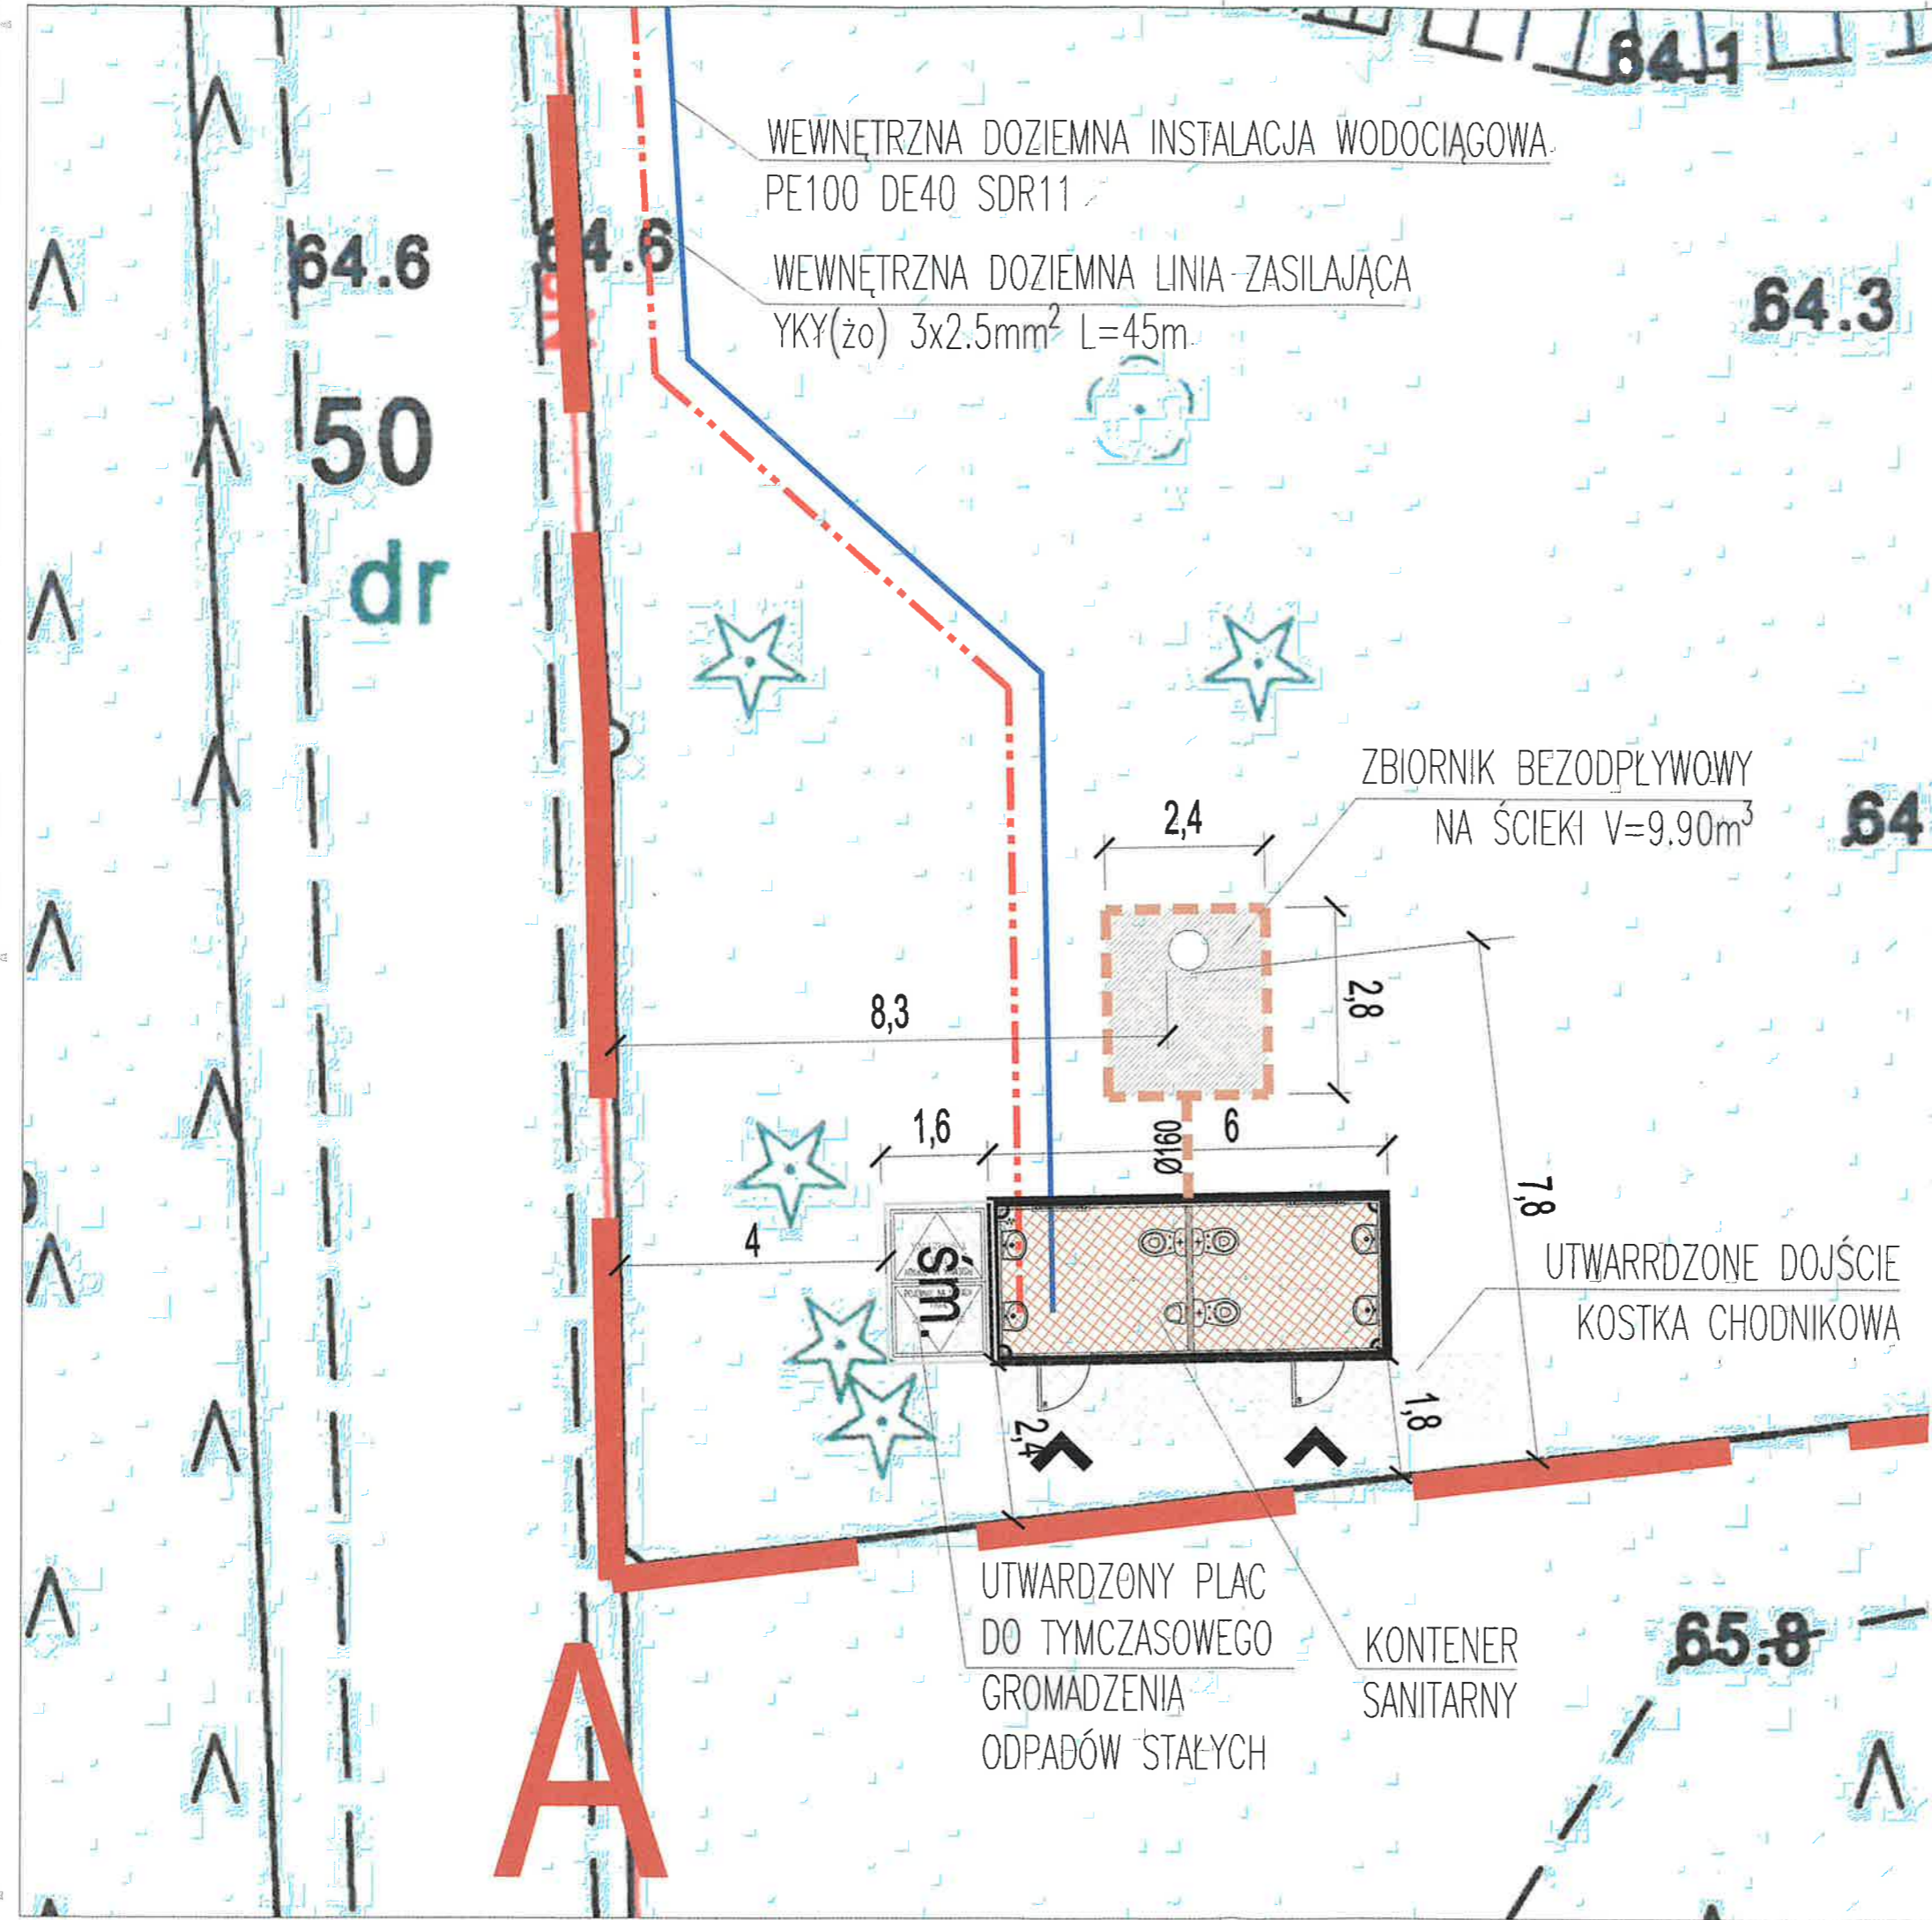 64.1
WEWNĘTRZNA DOZIEMNA INSTALACJA WODOCIĄGOWA
PE100 DE40 SDR11
64.6
64.6
WEWNĘTRZNA DOZIEMNA LINIA ZASILAJĄCA
YKY(żo) 3x2.5mm² L=45m
64.3
50
dr
ZBIORNIK BEZODPŁYWOWY
NA ŚCIEKI V=9.90m³
64
2,4
2,8
8,3
1,6
Ø160
6
7,8
4
śm.
UTWARRDZONE DOJŚCIE
KOSTKA CHODNIKOWA
2,4
1,8
UTWARDZONY PLAC
DO TYMCZASOWEGO
GROMADZENIA
ODPADÓW STAŁYCH
KONTENER
SANITARNY
65.8
A